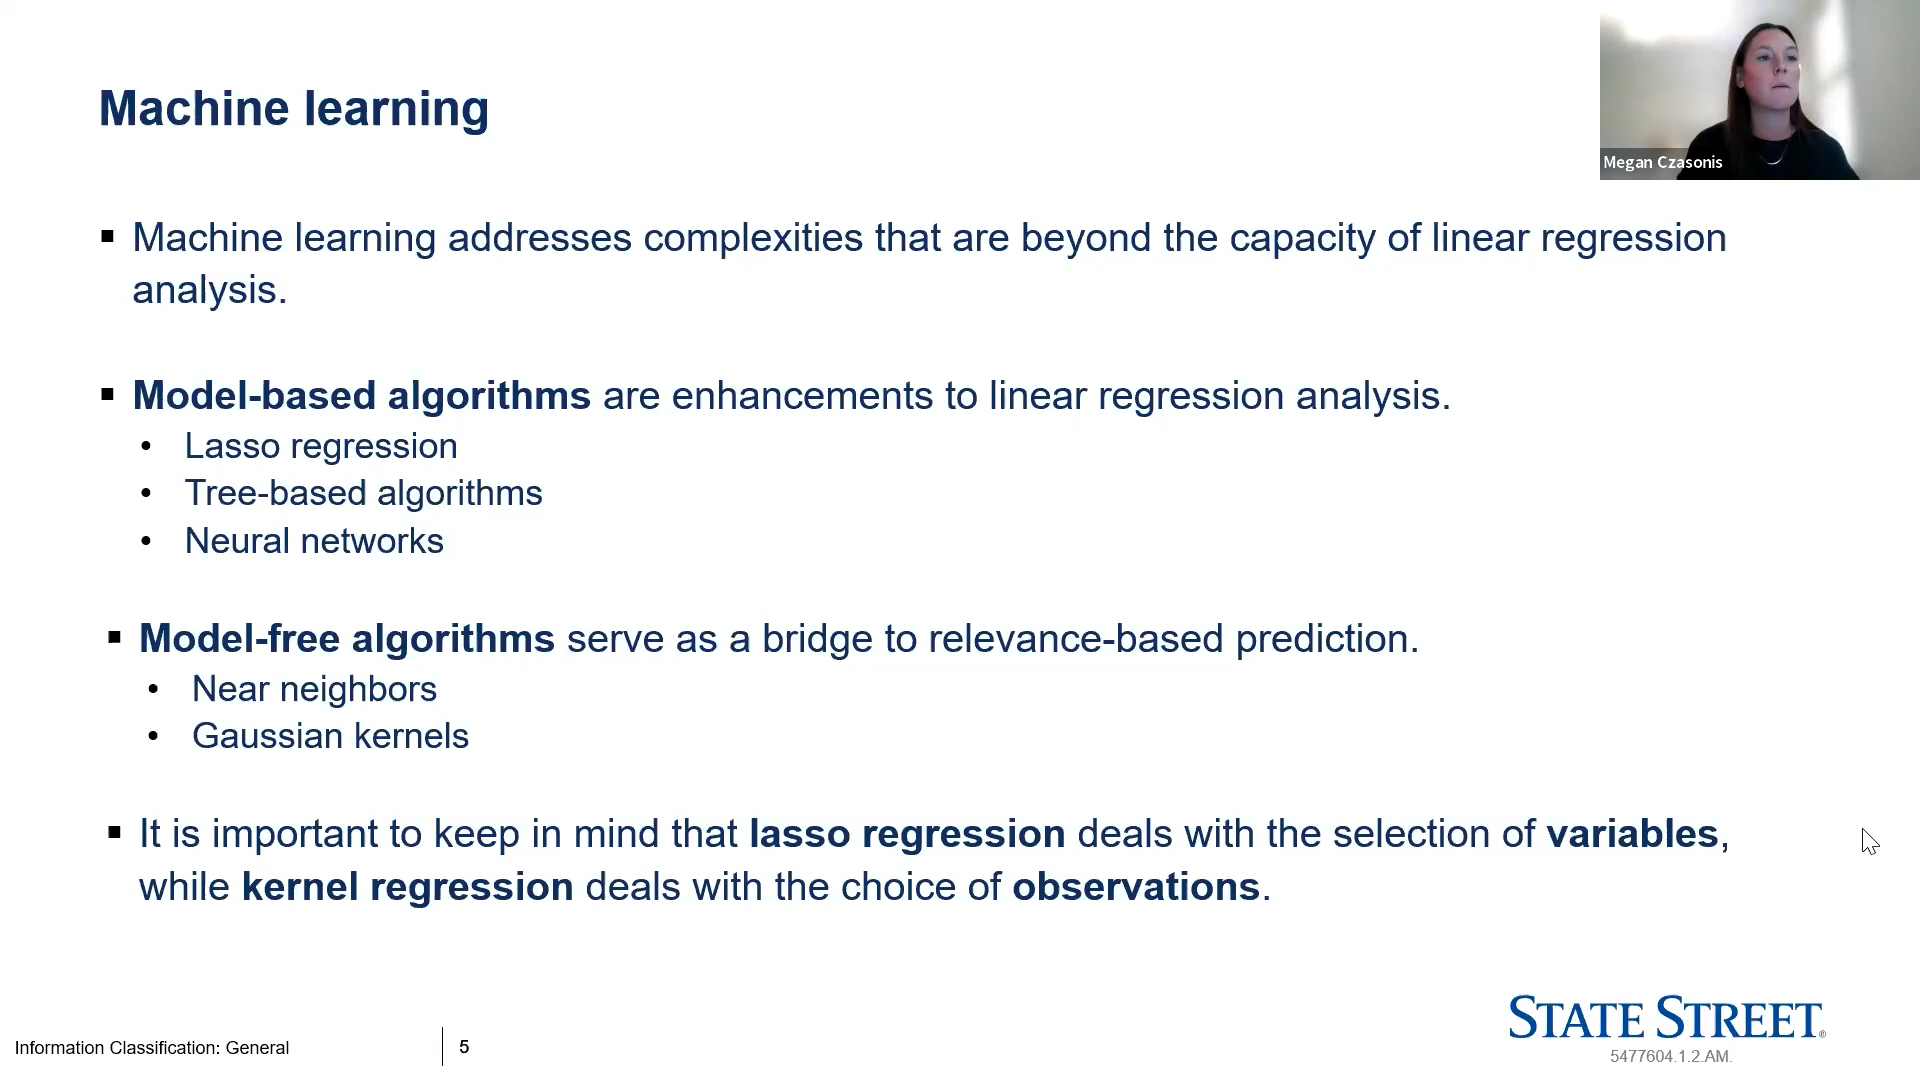 Machine learning
Megan Czasonis
▪ Machine learning addresses complexities that are beyond the capacity of linear regression
analysis.
▪ Model-based algorithms are enhancements to linear regression analysis.
• Lasso regression
• Tree-based algorithms
• Neural networks
▪ Model-free algorithms serve as a bridge to relevance-based prediction.
• Near neighbors
• Gaussian kernels
▪ It is important to keep in mind that lasso regression deals with the selection of variables,
while kernel regression deals with the choice of observations.
STATE STREET®
Information Classification: General
5
5477604.1.2.AM.